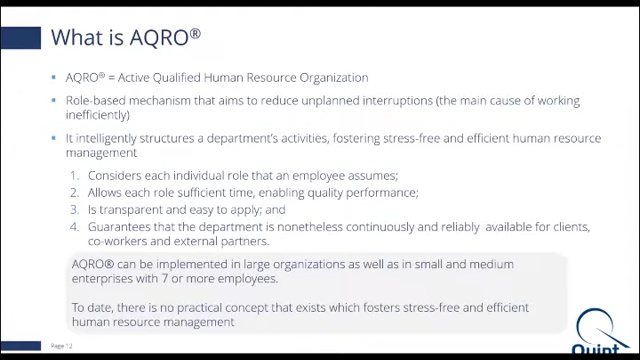 What is AQRO®
AQRO® = Active Qualified Human Resource Organization
Role-based mechanism that aims to reduce unplanned interruptions (the main cause of working
inefficiently)
It intelligently structures a department's activities, fostering stress-free and efficient human resource
management
1. Considers each individual role that an employee assumes;
2. Allows each role sufficient time, enabling quality performance;
3. Is transparent and easy to apply; and
4. Guarantees that the department is nonetheless continuously and reliably available for clients,
co-workers and external partners.
AQRO® can be implemented in large organizations as well as in small and medium
enterprises with 7 or more employees.
To date, there is no practical concept that exists which fosters stress-free and efficient
human resource management
Page 12
Quint